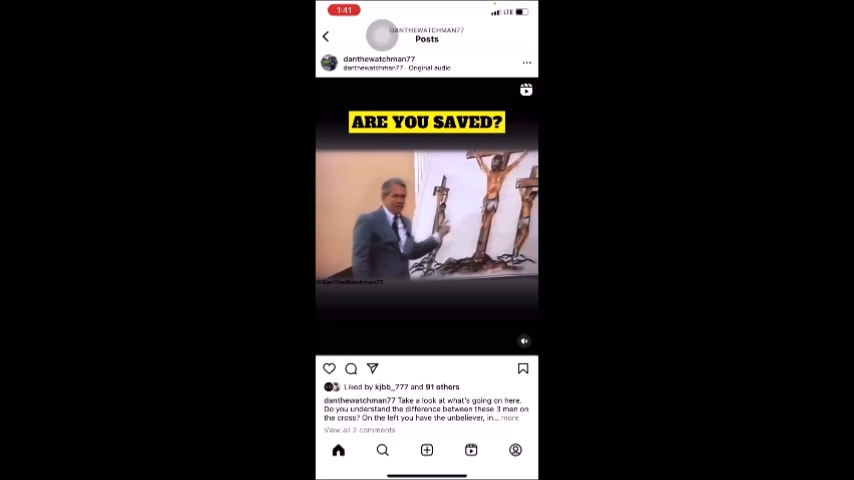 1:41
LTE
DANTHEWATCHMAN77
Posts
danthewatchman77
danthewatchman77 · Original audio
ARE YOU SAVED?
@DanTheWatchman77
Liked by kjbb_777 and 91 others
danthewatchman77 Take a look at what's going on here.
Do you understand the difference between these 3 men on
the cross? On the left you have the unbeliever, in... more
View all 2 comments